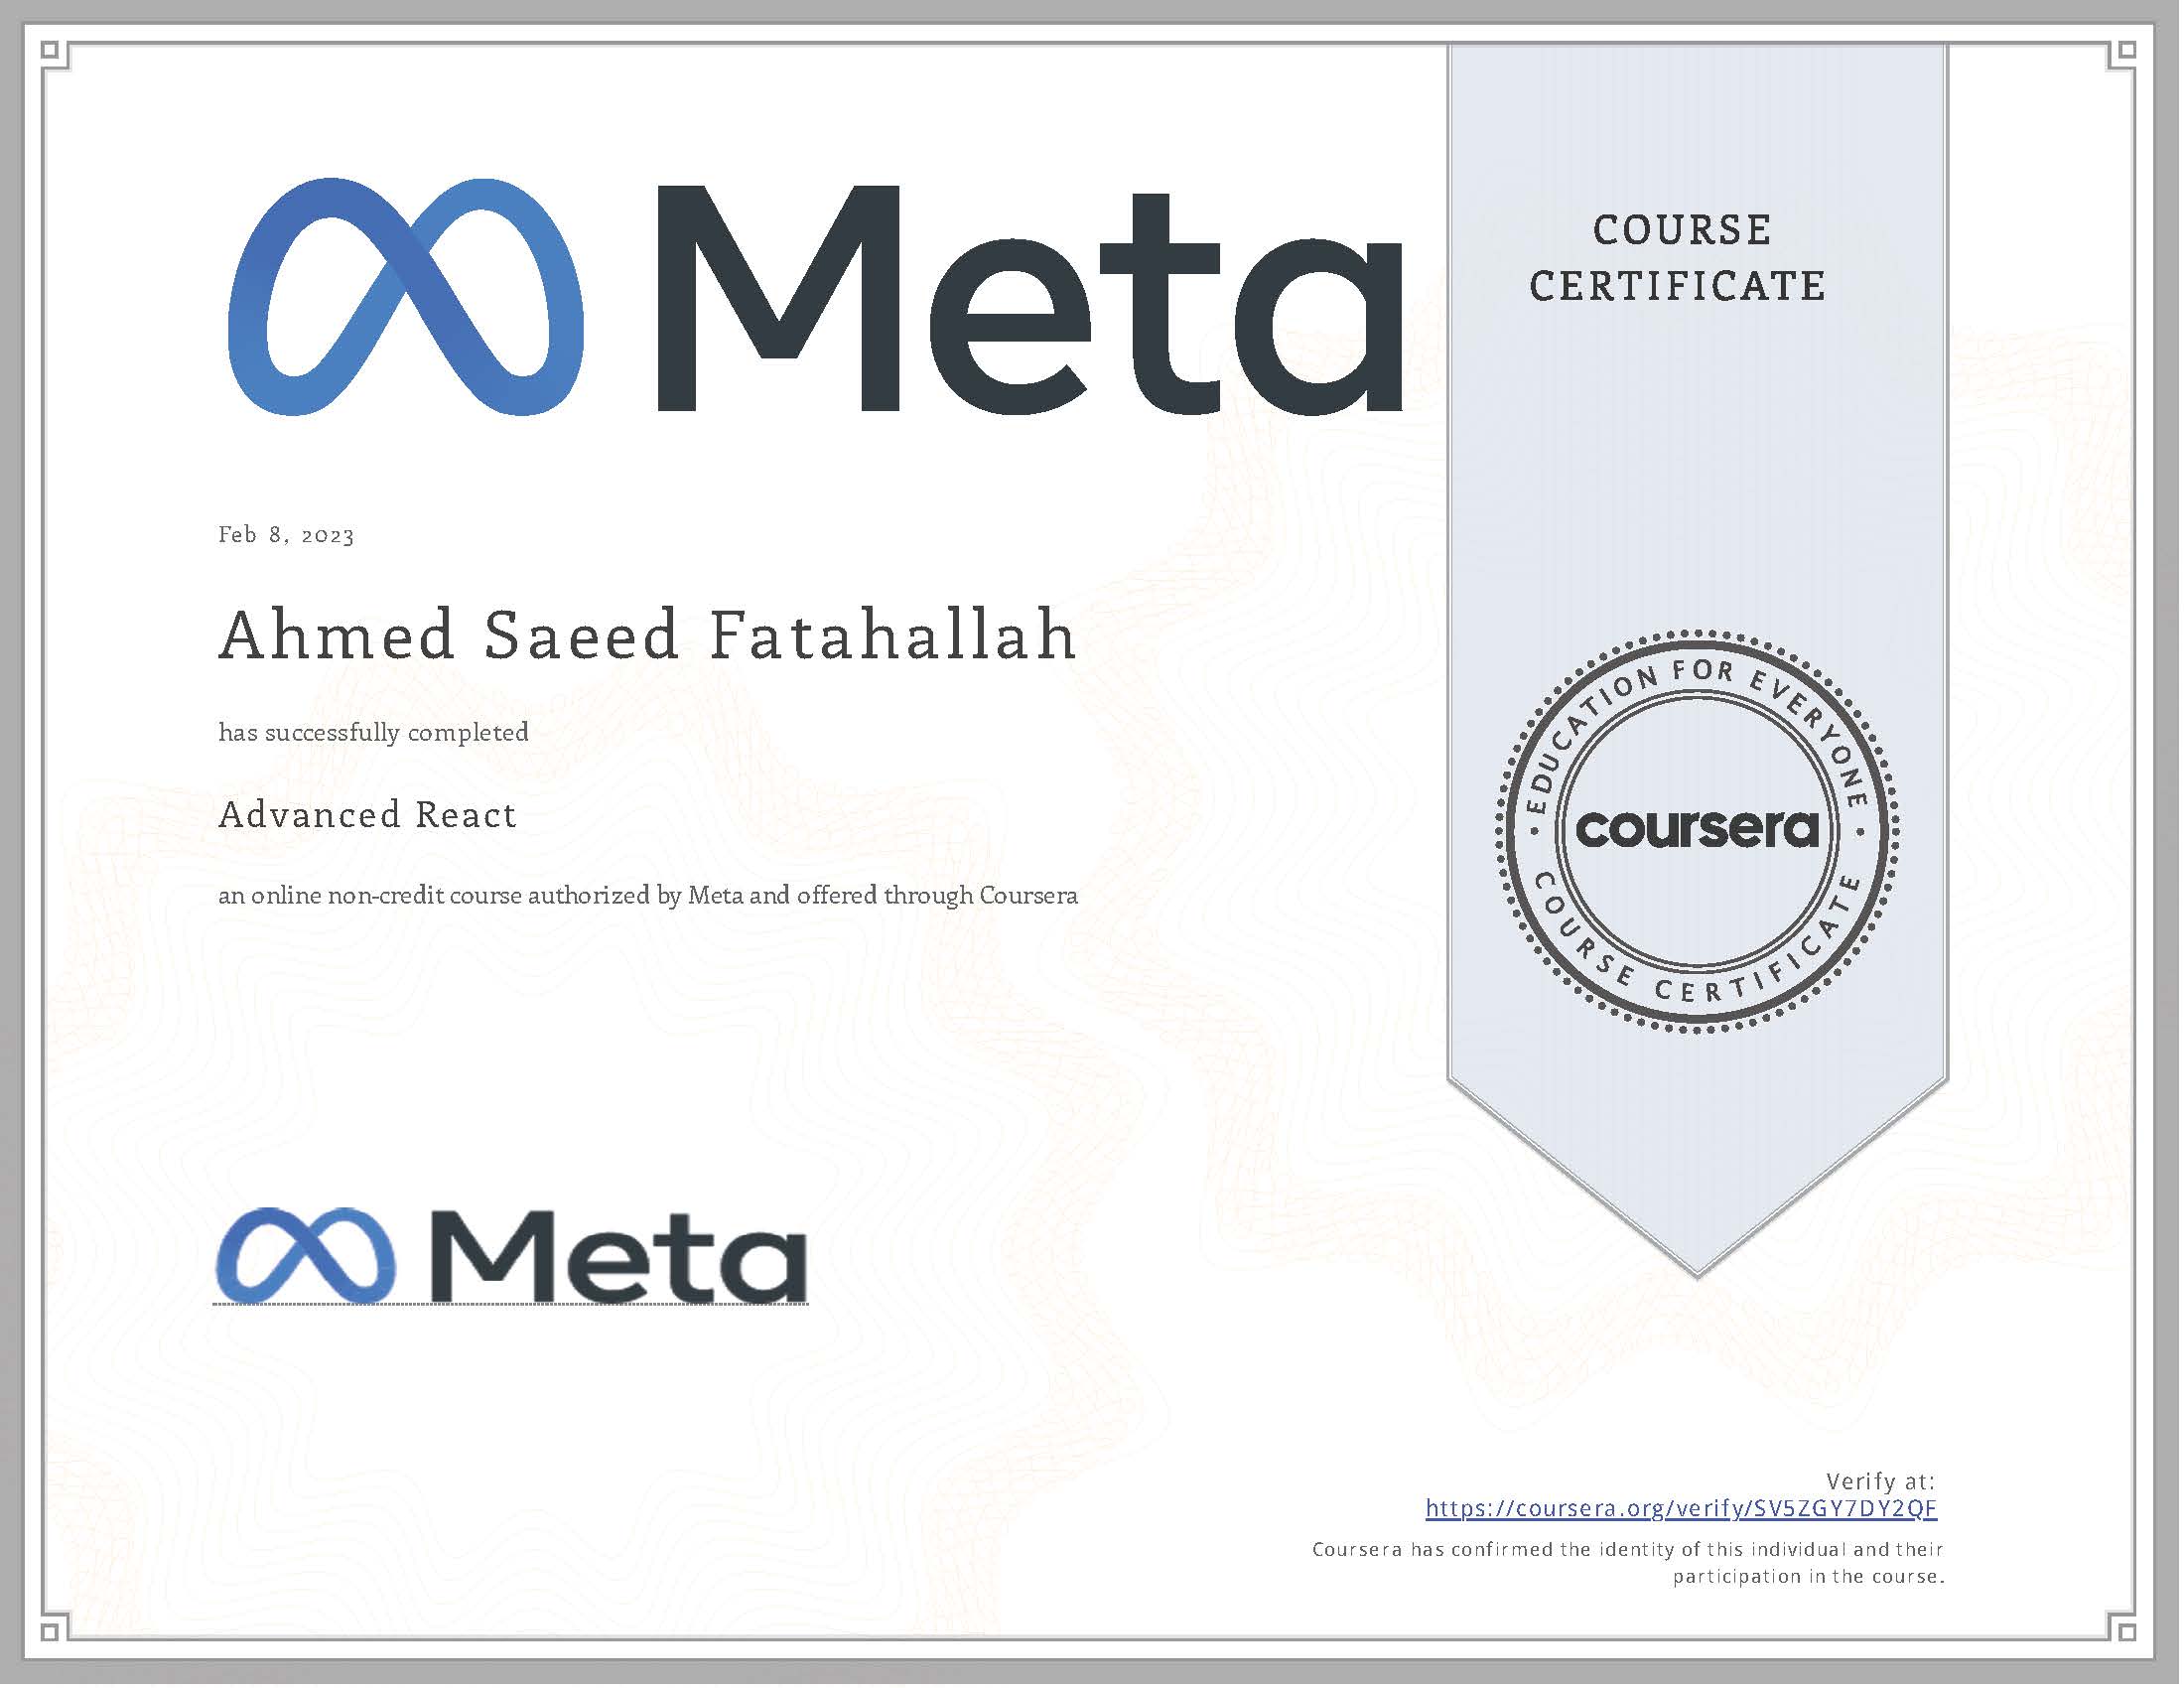 Meta
COURSE
CERTIFICATE
Feb 8, 2023
Ahmed Saeed Fatahallah
has successfully completed
Advanced React
an online non-credit course authorized by Meta and offered through Coursera
EDUCATION FOR EVERYONE
coursera
COURSE CERTIFICATE
Meta
Verify at:
https://coursera.org/verify/SV5ZGY7DY2QF
Coursera has confirmed the identity of this individual and their
participation in the course.